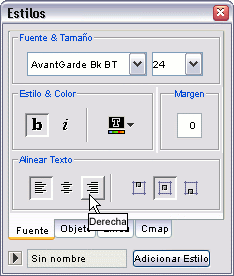 Estilos
Fuente & Tamaño
AvantGarde Bk BT
24
Estilo & Color
Margen
b
i
T
0
Alinear Texto
Derecha
Fuente
Objeto
Cmap
Sin nombre
Adicionar Estilo